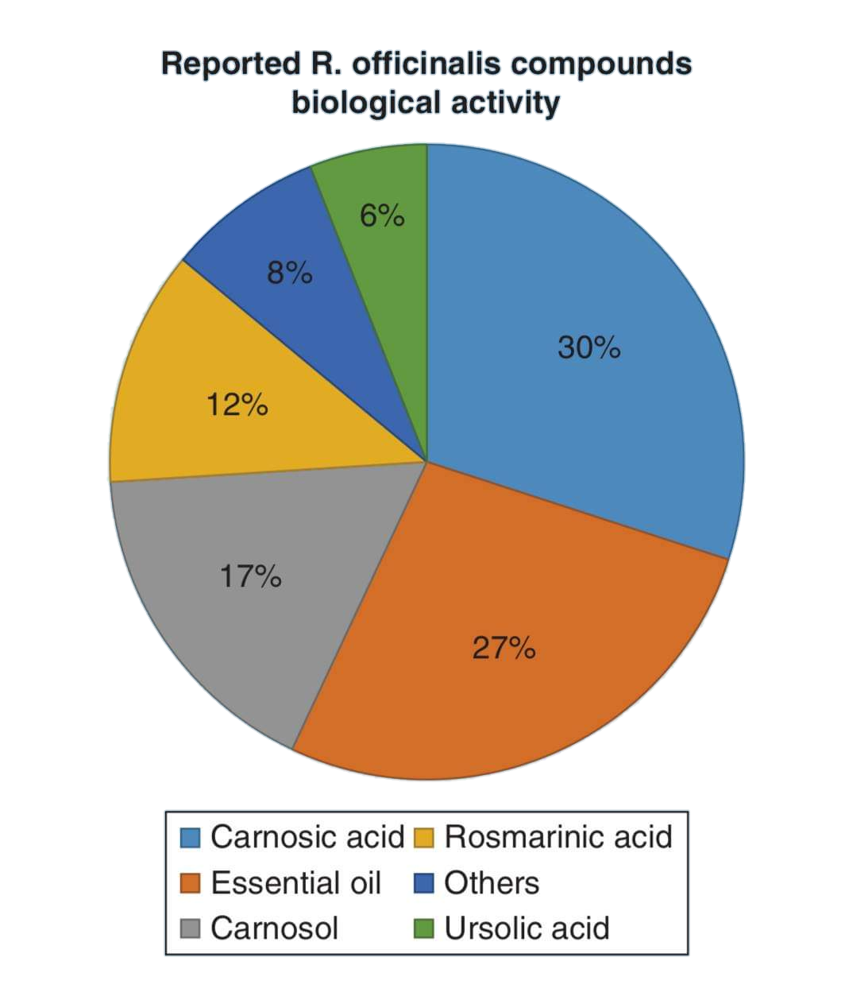 Reported R. officinalis compounds
biological activity
6%
30%
8%
12%
17%
27%
Carnosic acid
Rosmarinic acid
Essential oil
Others
Carnosol
Ursolic acid